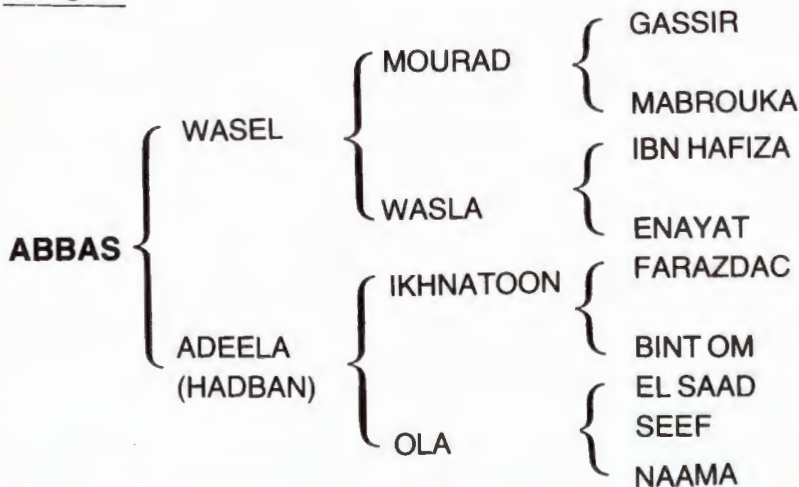 GASSIR
MOURAD
MABROUKA
WASEL
IBN HAFIZA
WASLA
ENAYAT
ABBAS
FARAZDAC
IKHNATOON
ADEELA
(HADBAN)
BINT OM
EL SAAD
SEEF
OLA
NAAMA